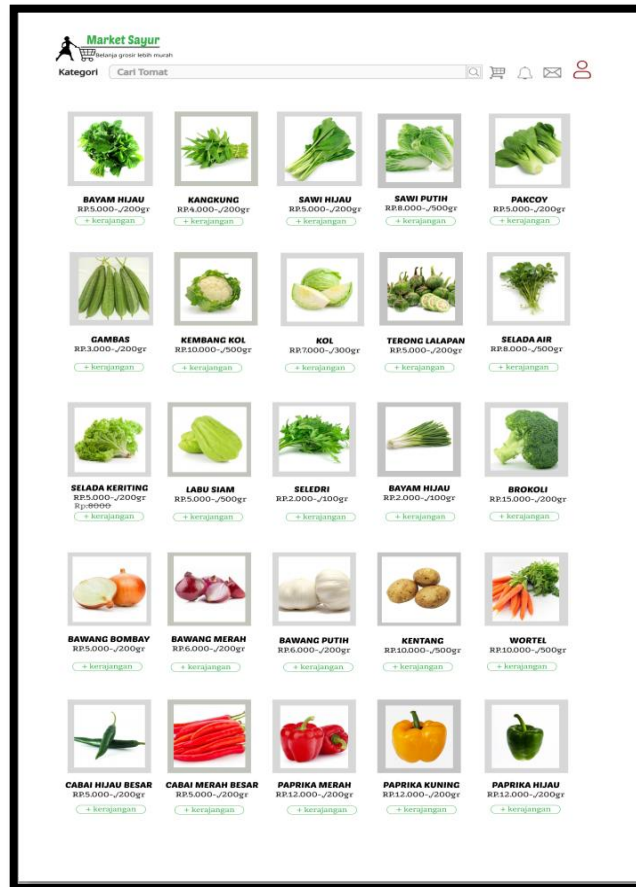 Market Sayur
Belanja grosir lebih murah
Kategori Cari Tomat
BAYAM HIJAU
RP.5.000-,/200gr
+ kerajangan
KANGKUNG
RP.4.000-,/200gr
+ kerajangan
SAWI HIJAU
RP.5.000-,/200gr
+ kerajangan
SAWI PUTIH
RP.8.000-,/500gr
+ kerajangan
PAKCOY
RP.5.000-,/200gr
+ kerajangan
GAMBAS
RP.3.000-,/200gr
+ kerajangan
KEMBANG KOL
RP.10.000-,/500gr
+ kerajangan
KOL
RP.7.000-,/300gr
+ kerajangan
TERONG LALAPAN
RP.5.000-,/200gr
+ kerajangan
SELADA AIR
RP.8.000-,/500gr
+ kerajangan
SELADA KERITING
RP.5.000-,/200gr
Rp.8000
+ kerajangan
LABU SIAM
RP.5.000-,/500gr
+ kerajangan
SELEDRI
RP.2.000-,/100gr
+ kerajangan
BAYAM HIJAU
RP.2.000-,/100gr
+ kerajangan
BROKOLI
RP.15.000-,/200gr
+ kerajangan
BAWANG BOMBAY
RP.5.000-,/200gr
+ kerajangan
BAWANG MERAH
RP.6.000-,/200gr
+ kerajangan
BAWANG PUTIH
RP.6.000-,/200gr
+ kerajangan
KENTANG
RP.10.000-,/500gr
+ kerajangan
WORTEL
RP.10.000-,/500gr
+ kerajangan
CABAI HIJAU BESAR
RP.5.000-,/200gr
+ kerajangan
CABAI MERAH BESAR
RP.5.000-,/200gr
+ kerajangan
PAPRIKA MERAH
RP.12.000-,/200gr
+ kerajangan
PAPRIKA KUNING
RP.12.000-,/200gr
+ kerajangan
PAPRIKA HIJAU
RP.12.000-,/200gr
+ kerajangan